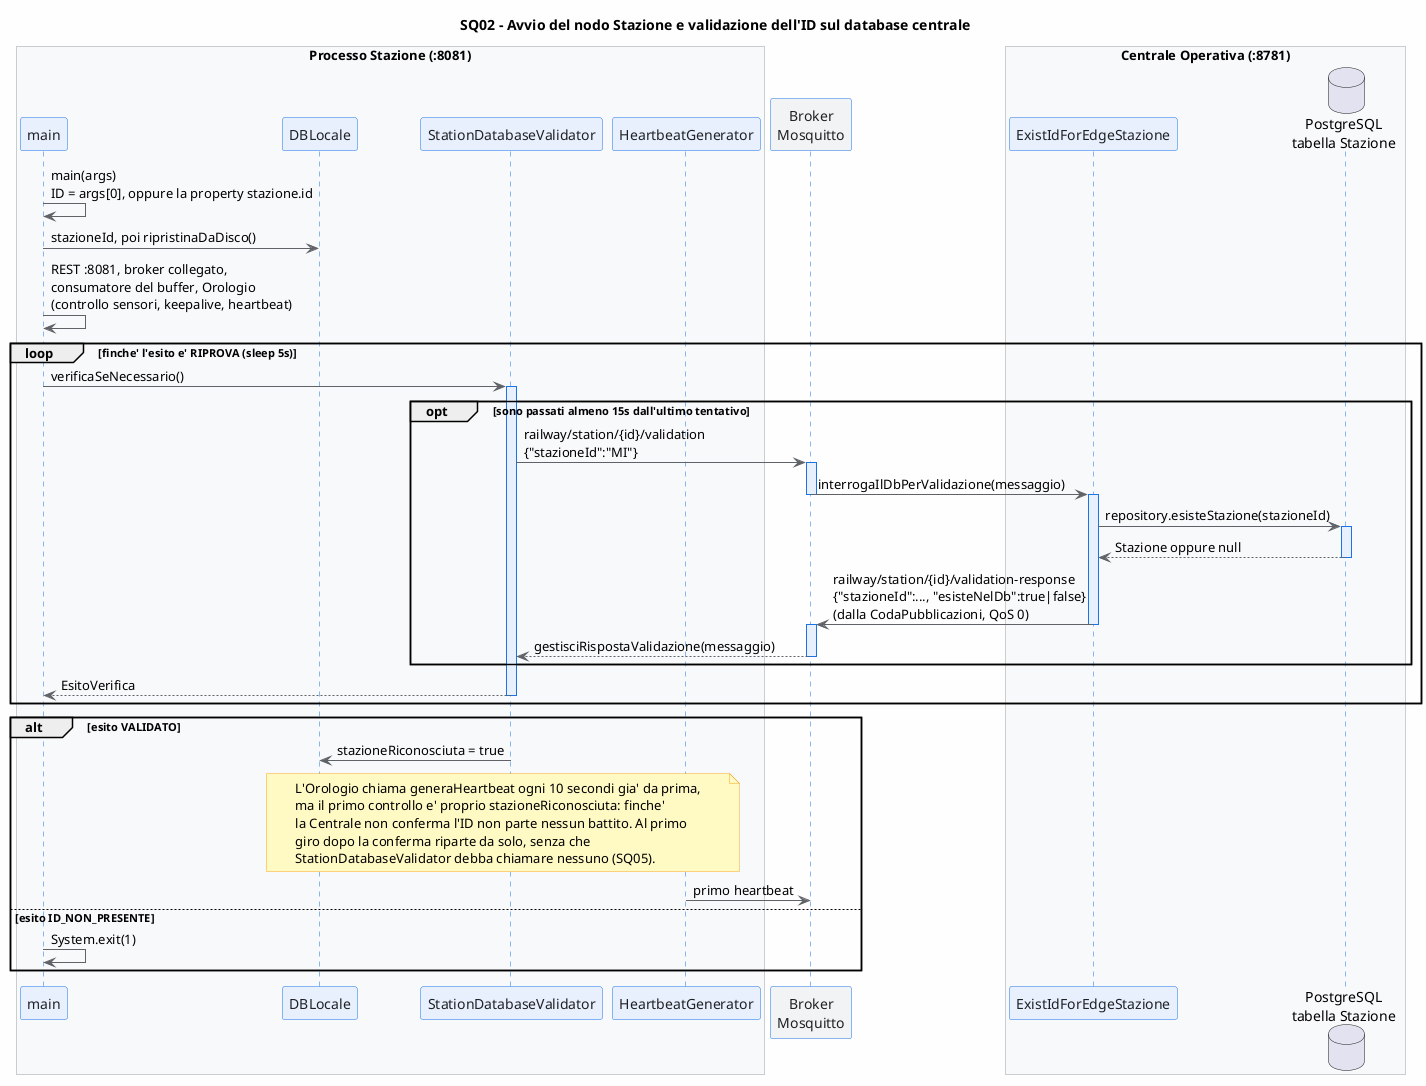 SQ02 - Avvio del nodo Stazione e validazione dell'ID sul database centrale
Processo Stazione (:8081)
Centrale Operativa (:8781)
main
DBLocale
StationDatabaseValidator
HeartbeatGenerator
Broker
Mosquitto
ExistIdForEdgeStazione
PostgreSQL
tabella Stazione
main(args)
ID = args[0], oppure la property stazione.id
stazioneId, poi ripristinaDaDisco()
REST :8081, broker collegato,
consumatore del buffer, Orologio
(controllo sensori, keepalive, heartbeat)
loop
[finche' l'esito e' RIPROVA (sleep 5s)]
verificaSeNecessario()
opt
[sono passati almeno 15s dall'ultimo tentativo]
railway/station/{id}/validation
{"stazioneId":"MI"}
interrogaIlDbPerValidazione(messaggio)
repository.esisteStazione(stazioneId)
Stazione oppure null
railway/station/{id}/validation-response
{"stazioneId":..., "esisteNelDb":true|false}
(dalla CodaPubblicazioni, QoS 0)
gestisciRispostaValidazione(messaggio)
EsitoVerifica
alt
[esito VALIDATO]
stazioneRiconosciuta = true
L'Orologio chiama generaHeartbeat ogni 10 secondi gia' da prima,
ma il primo controllo e' proprio stazioneRiconosciuta: finche'
la Centrale non conferma l'ID non parte nessun battito. Al primo
giro dopo la conferma riparte da solo, senza che
StationDatabaseValidator debba chiamare nessuno (SQ05).
primo heartbeat
[esito ID_NON_PRESENTE]
System.exit(1)
main
DBLocale
StationDatabaseValidator
HeartbeatGenerator
Broker
Mosquitto
ExistIdForEdgeStazione
PostgreSQL
tabella Stazione